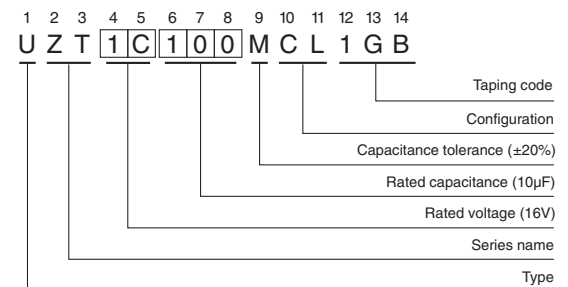 1 2 3 4 5 6 7 8 9 10 11 12 13 14
U Z T 1 C 1 0 0 M C L 1 G B
Taping code
Configuration
Capacitance tolerance (±20%)
Rated capacitance (10µF)
Rated voltage (16V)
Series name
Type